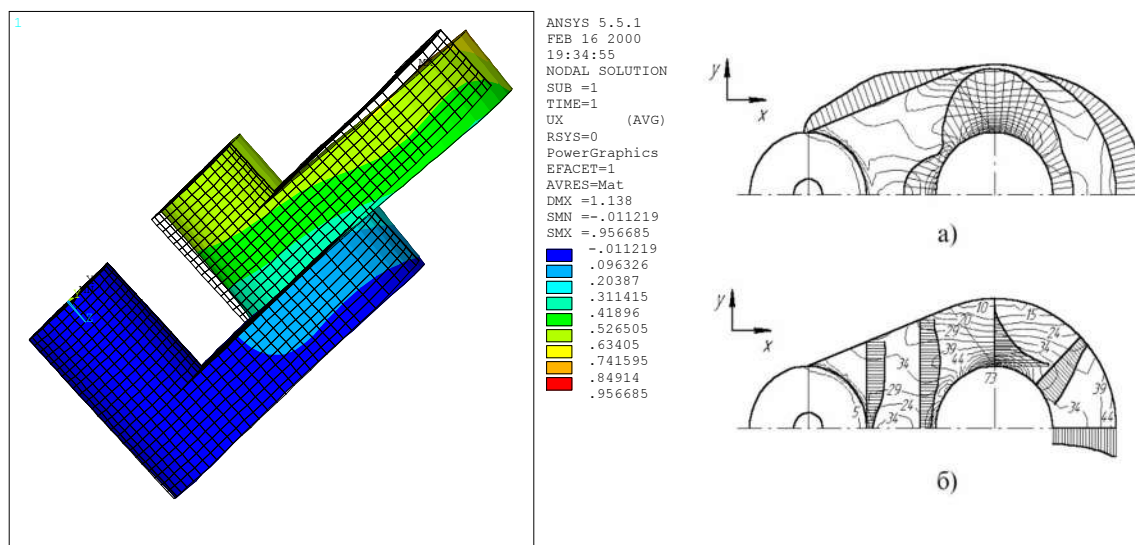 1
ANSYS 5.5.1
FEB 16 2000
19:34:55
NODAL SOLUTION
SUB =1
TIME=1
UX (AVG)
RSYS=0
PowerGraphics
EFACET=1
AVRES=Mat
DMX =1.138
SMN =-.011219
SMX =.956685
-.011219
.096326
.20387
.311415
.41896
.526505
.63405
.741595
.84914
.956685
Z
y
x
а)
y
x
10
15
20
29
24
34
39
44
34
73
29
24
34
5
39
34
44
б)